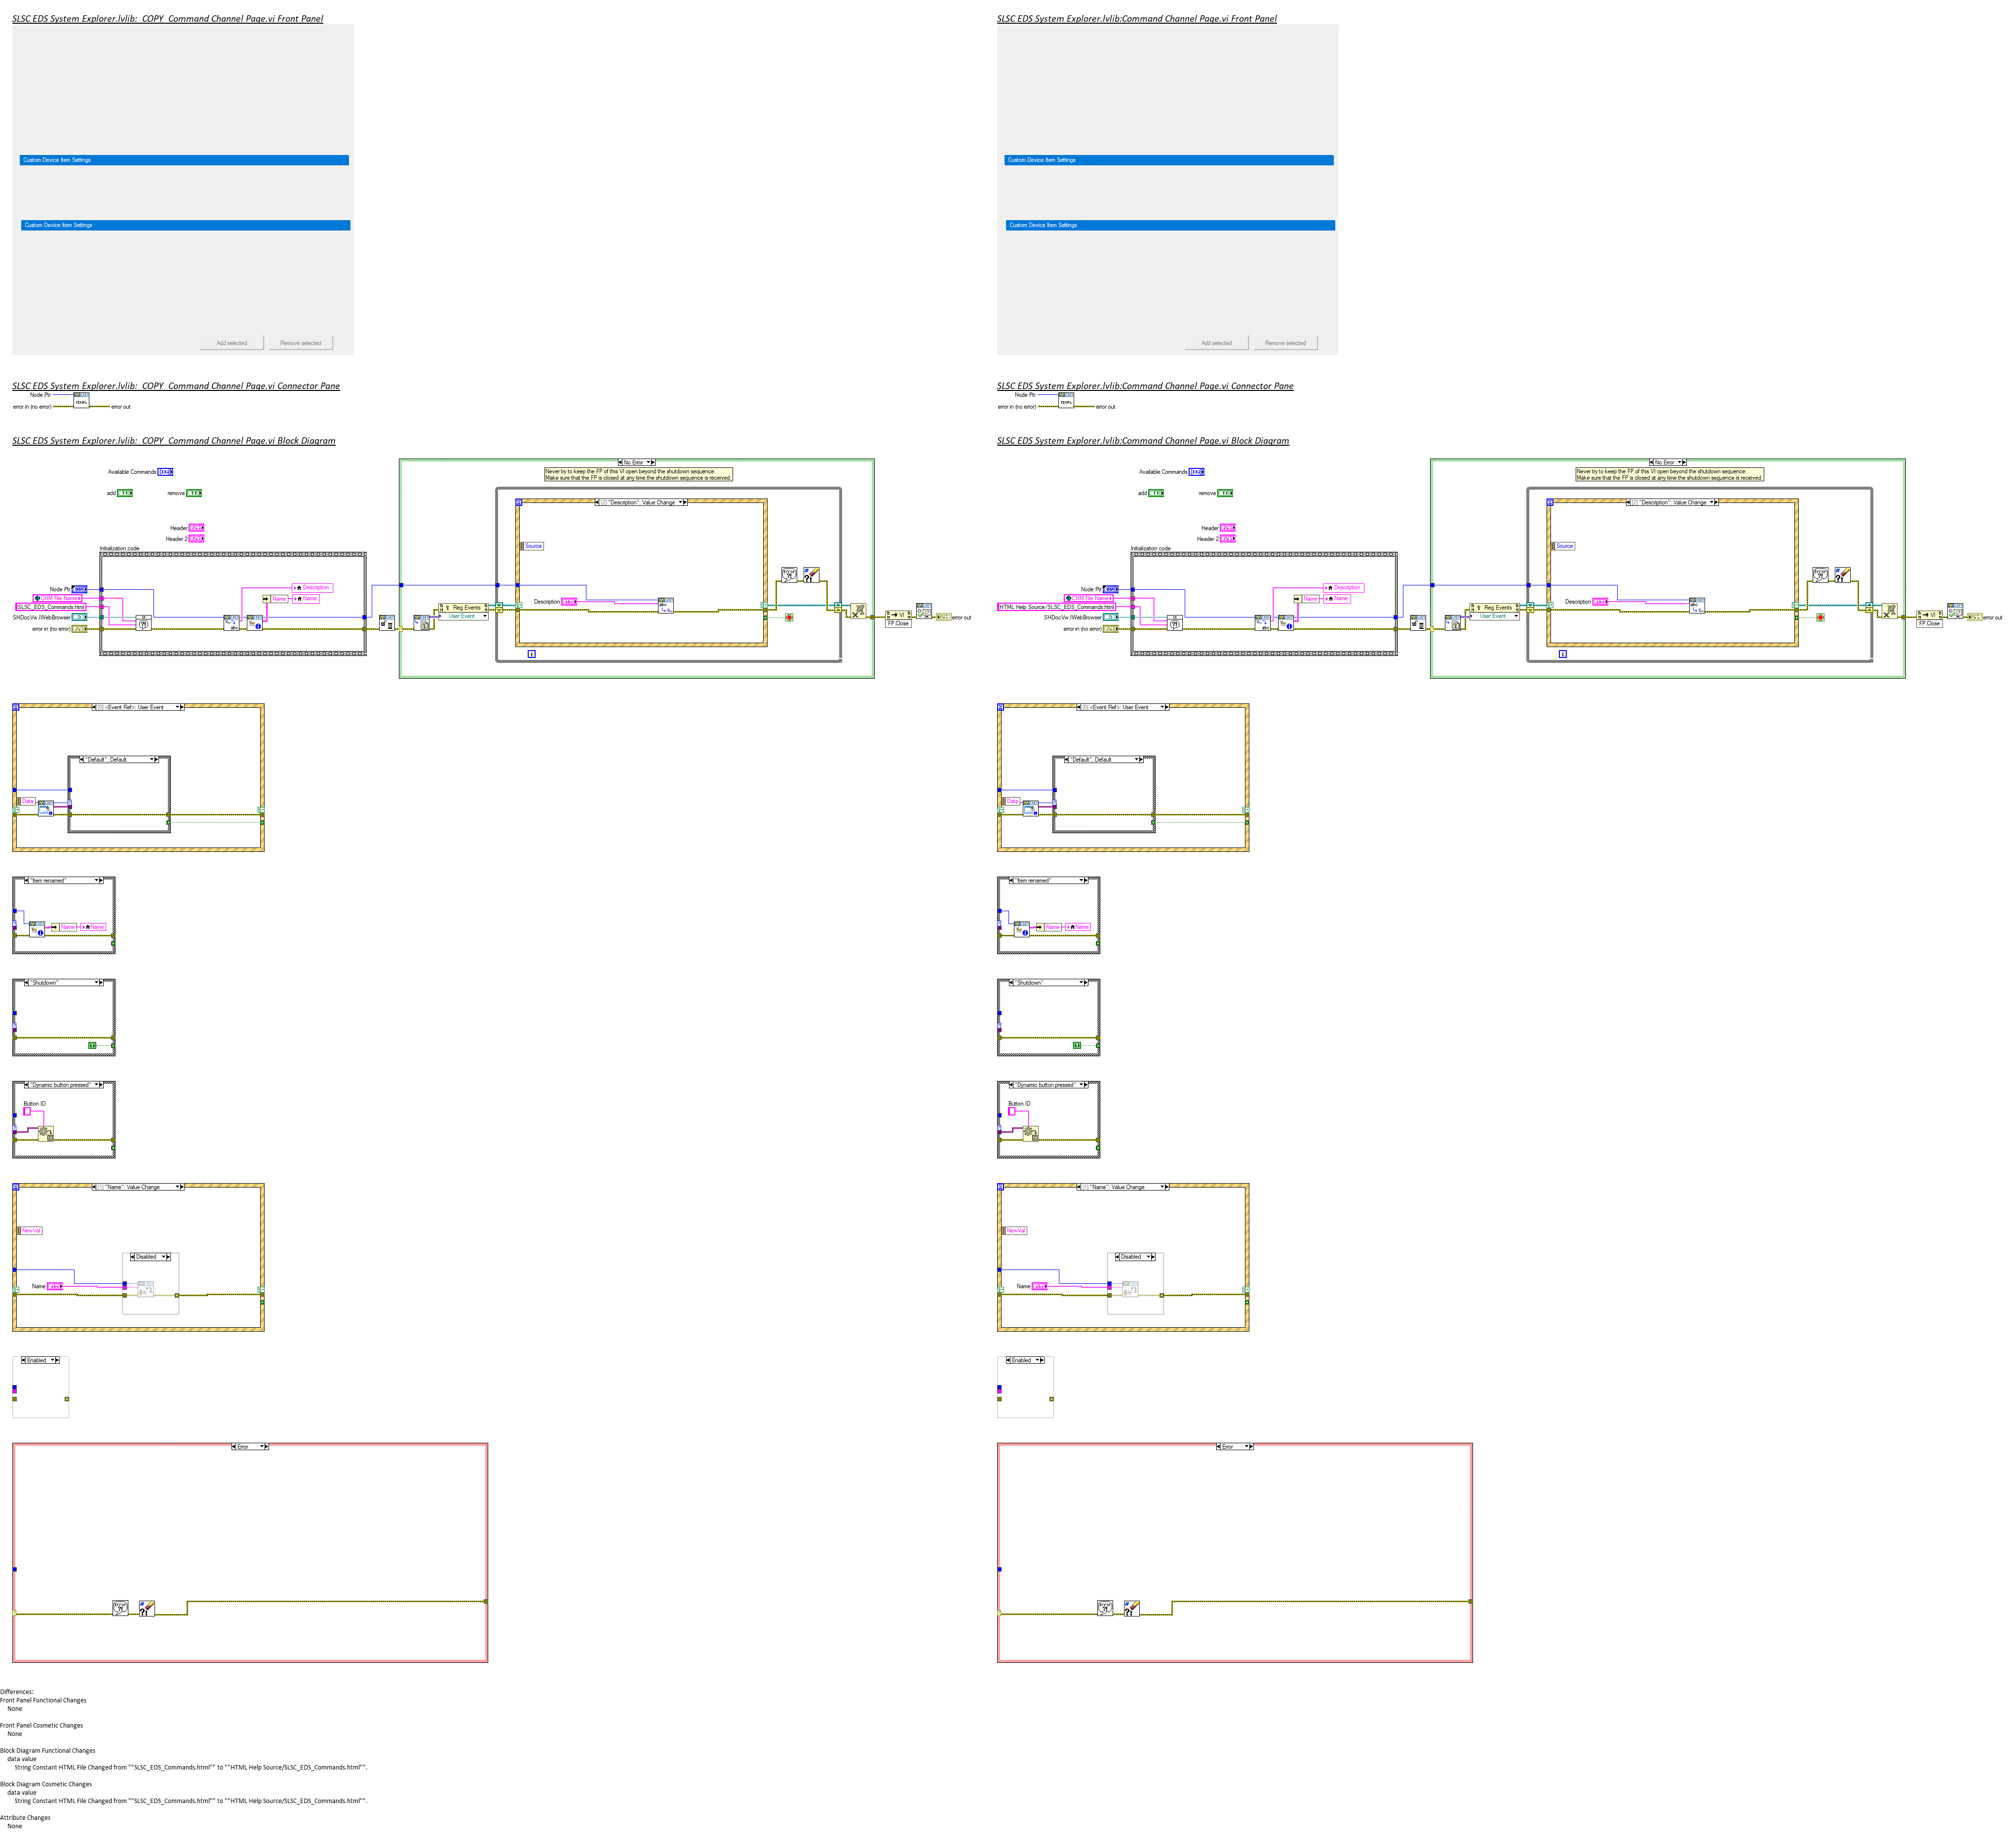 SLSC EDS System Explorer.lvlib:_COPY_Command Channel Page.vi Front Panel
Custom Device Item Settings
Custom Device Item Settings
Add selected
Remove selected
SLSC EDS System Explorer.lvlib:_COPY_Command Channel Page.vi Connector Pane
Node Ptr
error in (no error)
error out
SLSC EDS System Explorer.lvlib:_COPY_Command Channel Page.vi Block Diagram
Available Commands
add
remove
Header
Header 2
Initialization code
Node Ptr
CHM File Name
SLSC_EDS_Commands.html
SHDocVw.IWebBrowser
error in (no error)
Description
Name
Name
No Error
Never try to keep the FP of this VI open beyond the shutdown sequence.
Make sure that the FP is closed at any time the shutdown sequence is received.
[2] "Description": Value Change
Source
Description
Reg Events
User Event
VI
FP Close
error out
[0] <Event Ref>: User Event
"Default", Default
Data
"Item renamed"
Name
Name
"Shutdown"
"Dynamic button pressed"
Button ID
[1] "Name": Value Change
NewVal
Disabled
Name
Enabled
Error
SLSC EDS System Explorer.lvlib:Command Channel Page.vi Front Panel
Custom Device Item Settings
Custom Device Item Settings
Add selected
Remove selected
SLSC EDS System Explorer.lvlib:Command Channel Page.vi Connector Pane
Node Ptr
error in (no error)
error out
SLSC EDS System Explorer.lvlib:Command Channel Page.vi Block Diagram
Available Commands
add
remove
Header
Header 2
Initialization code
Node Ptr
CHM File Name
HTML Help Source/SLSC_EDS_Commands.html
SHDocVw.IWebBrowser
error in (no error)
Description
Name
Name
No Error
Never try to keep the FP of this VI open beyond the shutdown sequence.
Make sure that the FP is closed at any time the shutdown sequence is received.
[2] "Description": Value Change
Source
Description
Reg Events
User Event
VI
FP Close
error out
[0] <Event Ref>: User Event
"Default", Default
Data
"Item renamed"
Name
Name
"Shutdown"
"Dynamic button pressed"
Button ID
[1] "Name": Value Change
NewVal
Disabled
Name
Enabled
Error
Differences:
Front Panel Functional Changes
None
Front Panel Cosmetic Changes
None
Block Diagram Functional Changes
data value
String Constant HTML File Changed from ""SLSC_EDS_Commands.html"" to ""HTML Help Source/SLSC_EDS_Commands.html"".
Block Diagram Cosmetic Changes
data value
String Constant HTML File Changed from ""SLSC_EDS_Commands.html"" to ""HTML Help Source/SLSC_EDS_Commands.html"".
Attribute Changes
None